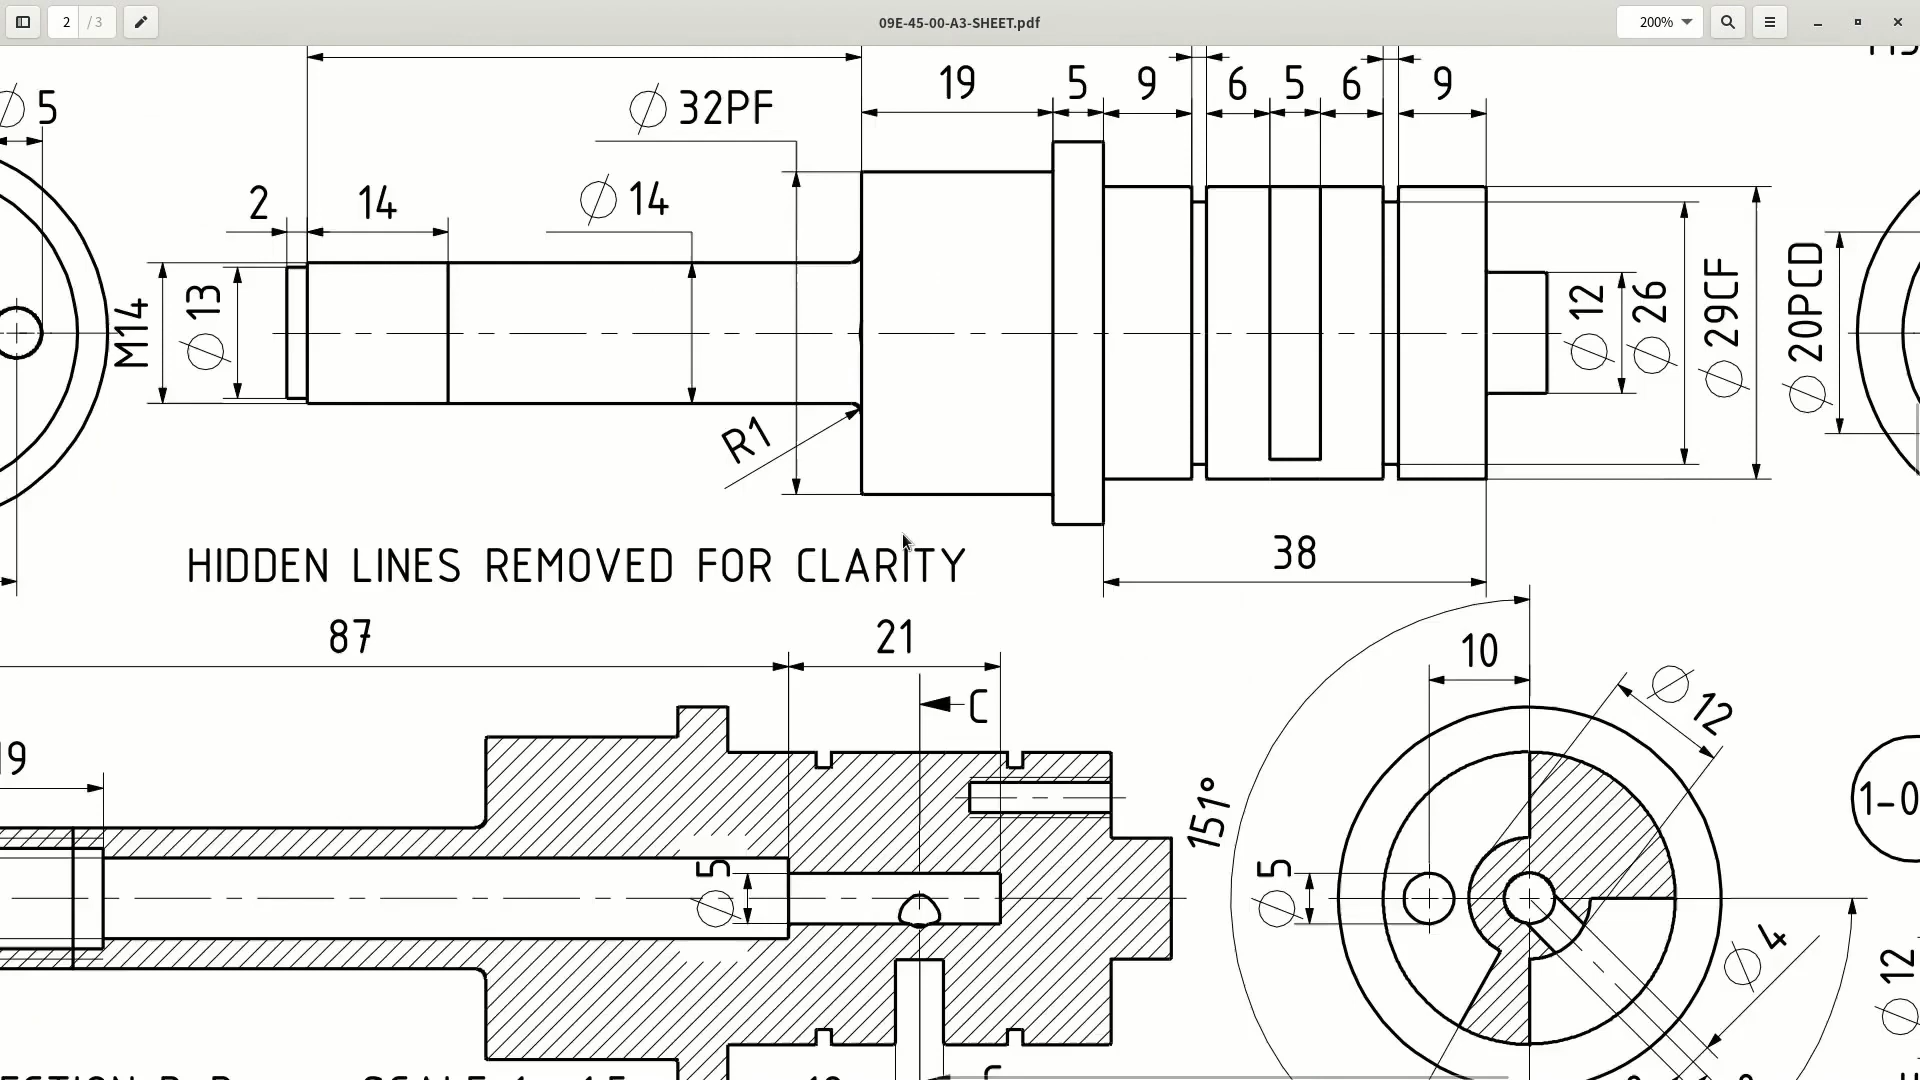 2 / 3 09E-45-00-A3-SHEET.pdf 200%
19 5 9 6 5 6 9
Ø 5
Ø 32PF
2 14 Ø 14
M14 Ø 13 Ø 12 Ø 26 Ø 29CF Ø 20PCD
R1
HIDDEN LINES REMOVED FOR CLARITY
38
87 21 10
C Ø 12
19
151°
1-0
Ø 5 Ø 5
Ø 4
Ø 12